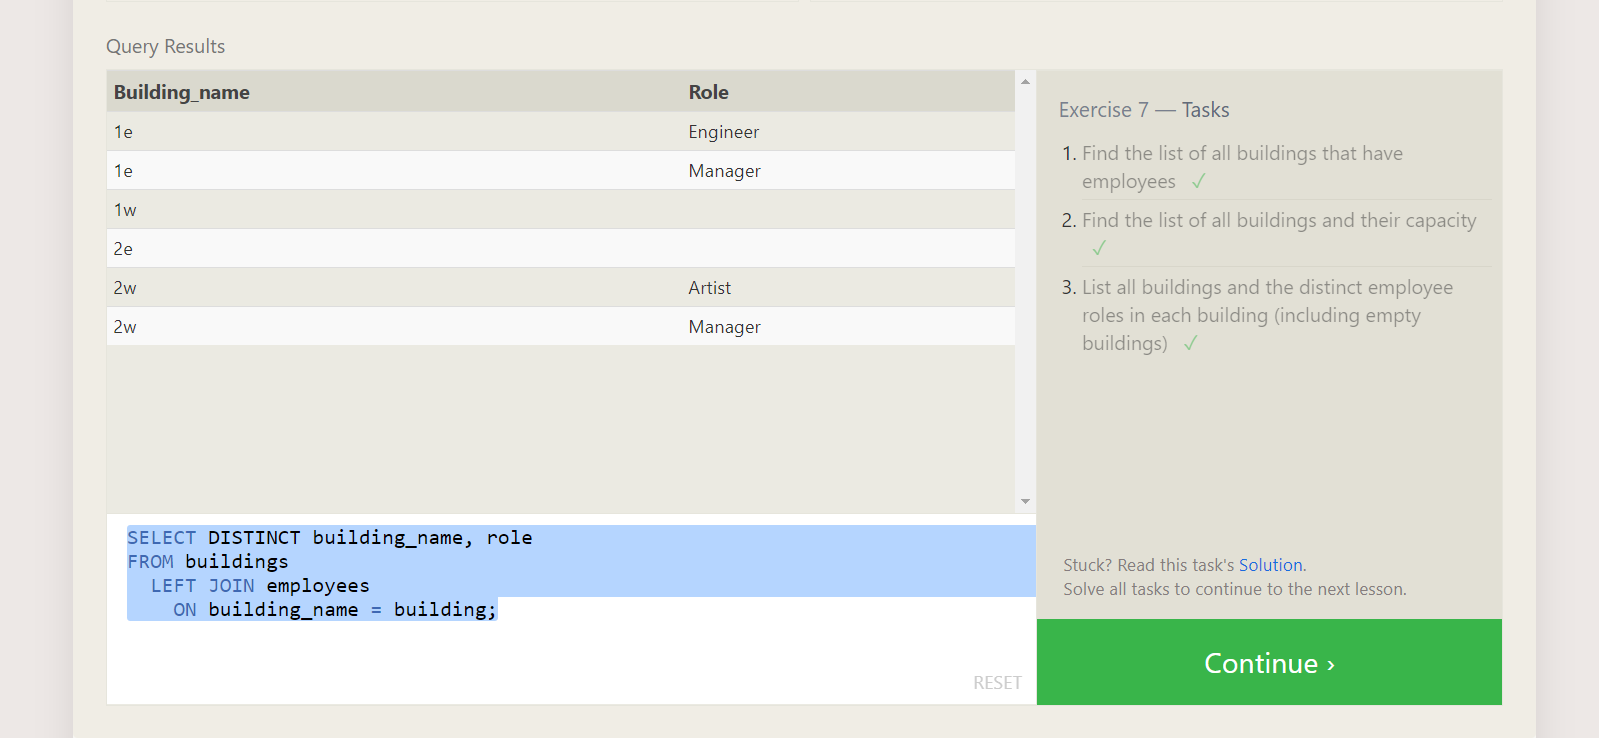 Query Results
Building_name Role
1e Engineer
1e Manager
1w
2e
2w Artist
2w Manager
SELECT DISTINCT building_name, role
FROM buildings
LEFT JOIN employees
ON building_name = building;
RESET
Exercise 7 — Tasks
1. Find the list of all buildings that have
employees ✓
2. Find the list of all buildings and their capacity
✓
3. List all buildings and the distinct employee
roles in each building (including empty
buildings) ✓
Stuck? Read this task's Solution.
Solve all tasks to continue to the next lesson.
Continue ›